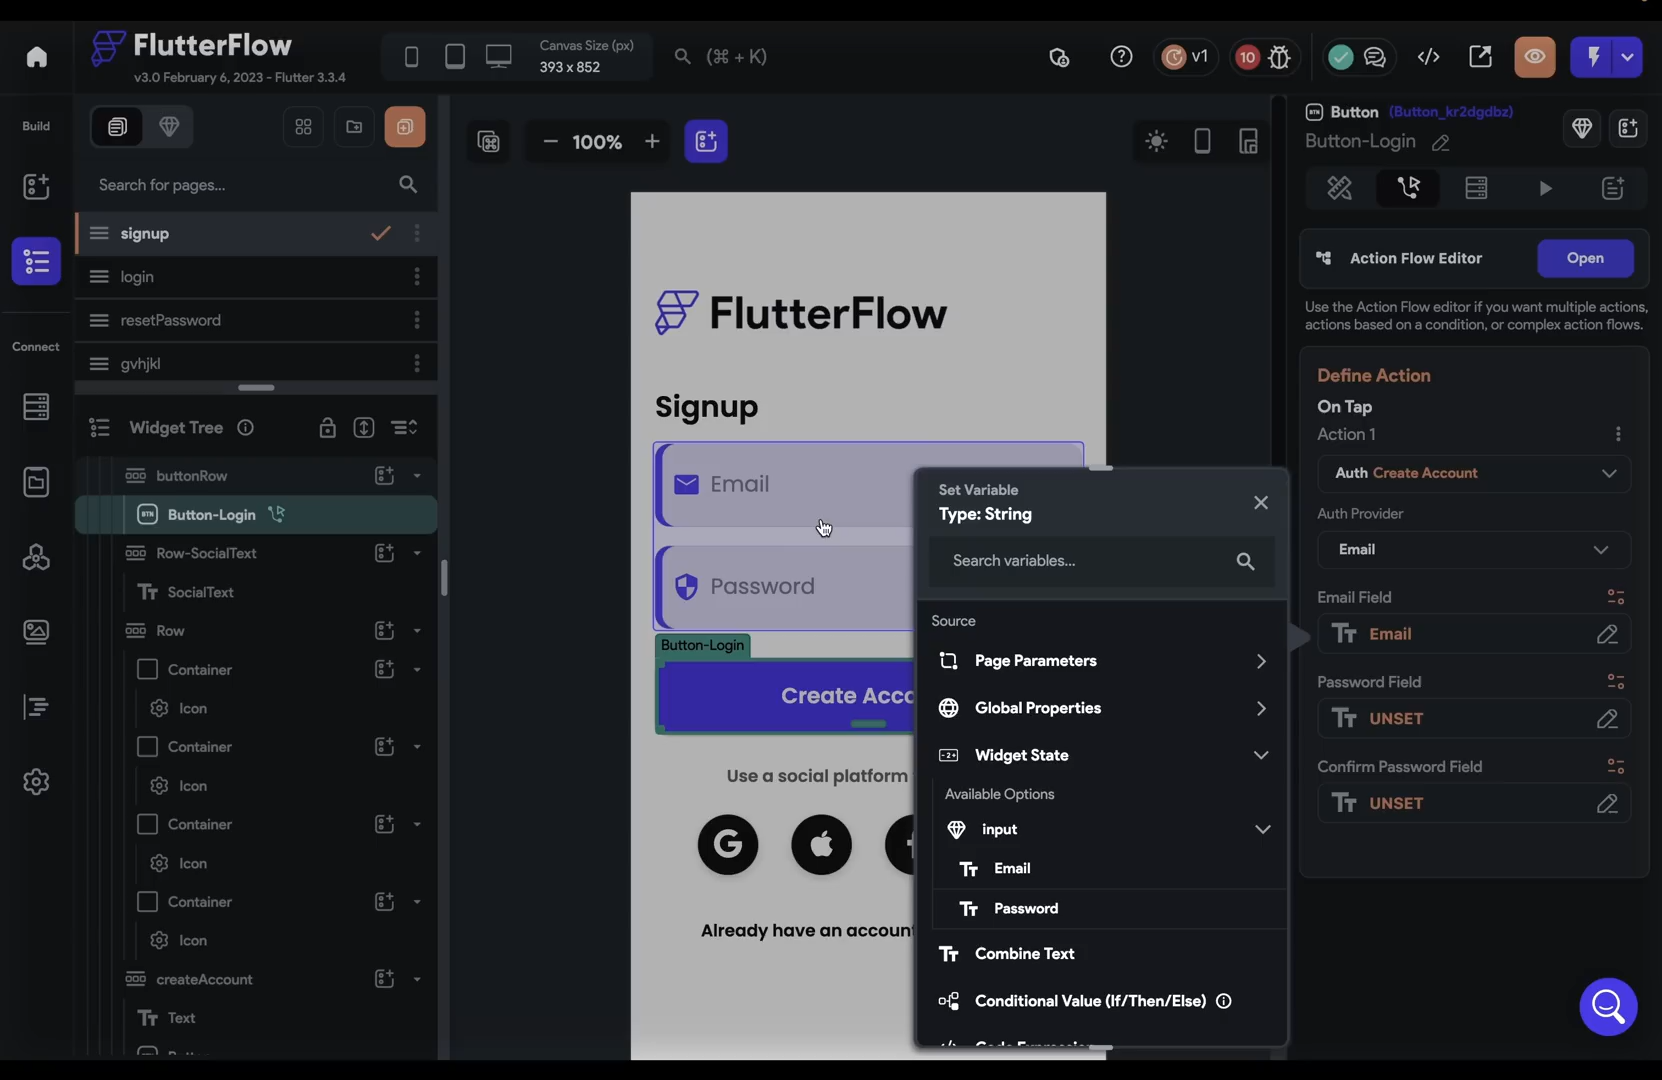 FlutterFlow
v3.0 February 6, 2023 - Flutter 3.3.4
Canvas Size (px)
393 x 852
(⌘ + K)
v1
10
Build
Connect
Search for pages...
signup
login
resetPassword
gvhjkl
Widget Tree
buttonRow
BTN
Button-Login
Row-SocialText
SocialText
Row
Container
Icon
Container
Icon
Container
Icon
Container
Icon
createAccount
Text
100%
FlutterFlow
Signup
Email
Password
Button-Login
Create Acco
Use a social platform
G
Already have an account
Set Variable
Type: String
Search variables...
Source
Page Parameters
Global Properties
Widget State
Available Options
input
Email
Password
Combine Text
Conditional Value (If/Then/Else)
BTN
Button (Button_kr2dgdbz)
Button-Login
Action Flow Editor
Open
Use the Action Flow editor if you want multiple actions,
actions based on a condition, or complex action flows.
Define Action
On Tap
Action 1
Auth Create Account
Auth Provider
Email
Email Field
Email
Password Field
UNSET
Confirm Password Field
UNSET